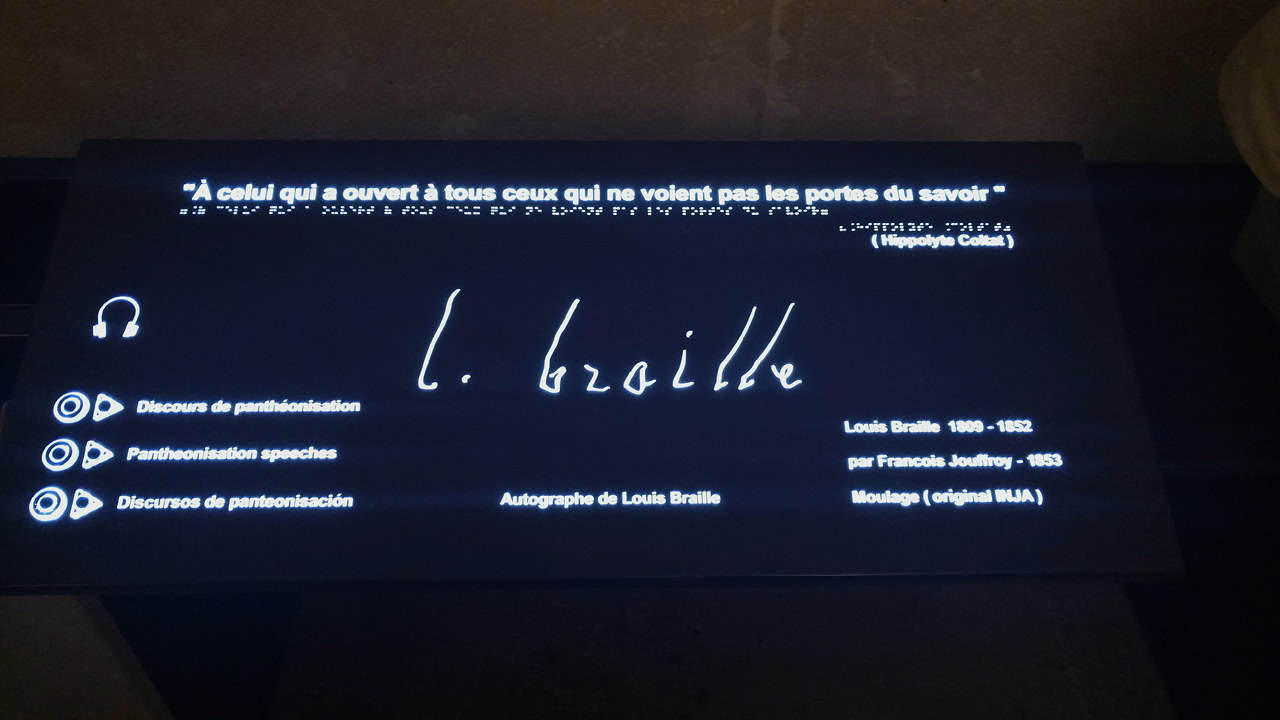 "À celui qui a ouvert à tous ceux qui ne voient pas les portes du savoir "
( Hippolyte Coltat )
l. braille
Discours de panthéonisation
Pantheonisation speeches
Discursos de panteonisación
Autographe de Louis Braille
Louis Braille 1809 - 1852
par Francois Jouffroy - 1853
Moulage ( original INJA )